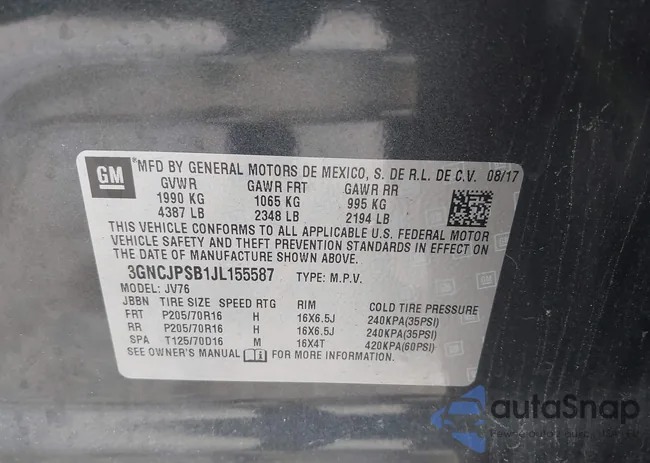 GM
MFD BY GENERAL MOTORS DE MEXICO, S. DE R.L. DE C.V. 08/17
GVWR GAWR FRT GAWR RR
1990 KG 1065 KG 995 KG
4387 LB 2348 LB 2194 LB
THIS VEHICLE CONFORMS TO ALL APPLICABLE U.S. FEDERAL MOTOR
VEHICLE SAFETY AND THEFT PREVENTION STANDARDS IN EFFECT ON
THE DATE OF MANUFACTURE SHOWN ABOVE.
3GNCJPSB1JL155587 TYPE: M.P.V.
MODEL: JV76
JBBN TIRE SIZE SPEED RTG RIM COLD TIRE PRESSURE
FRT P205/70R16 H 16X6.5J 240KPA(35PSI)
RR P205/70R16 H 16X6.5J 240KPA(35PSI)
SPA T125/70D16 M 16X4T 420KPA(60PSI)
SEE OWNER'S MANUAL FOR MORE INFORMATION.
autoSnap